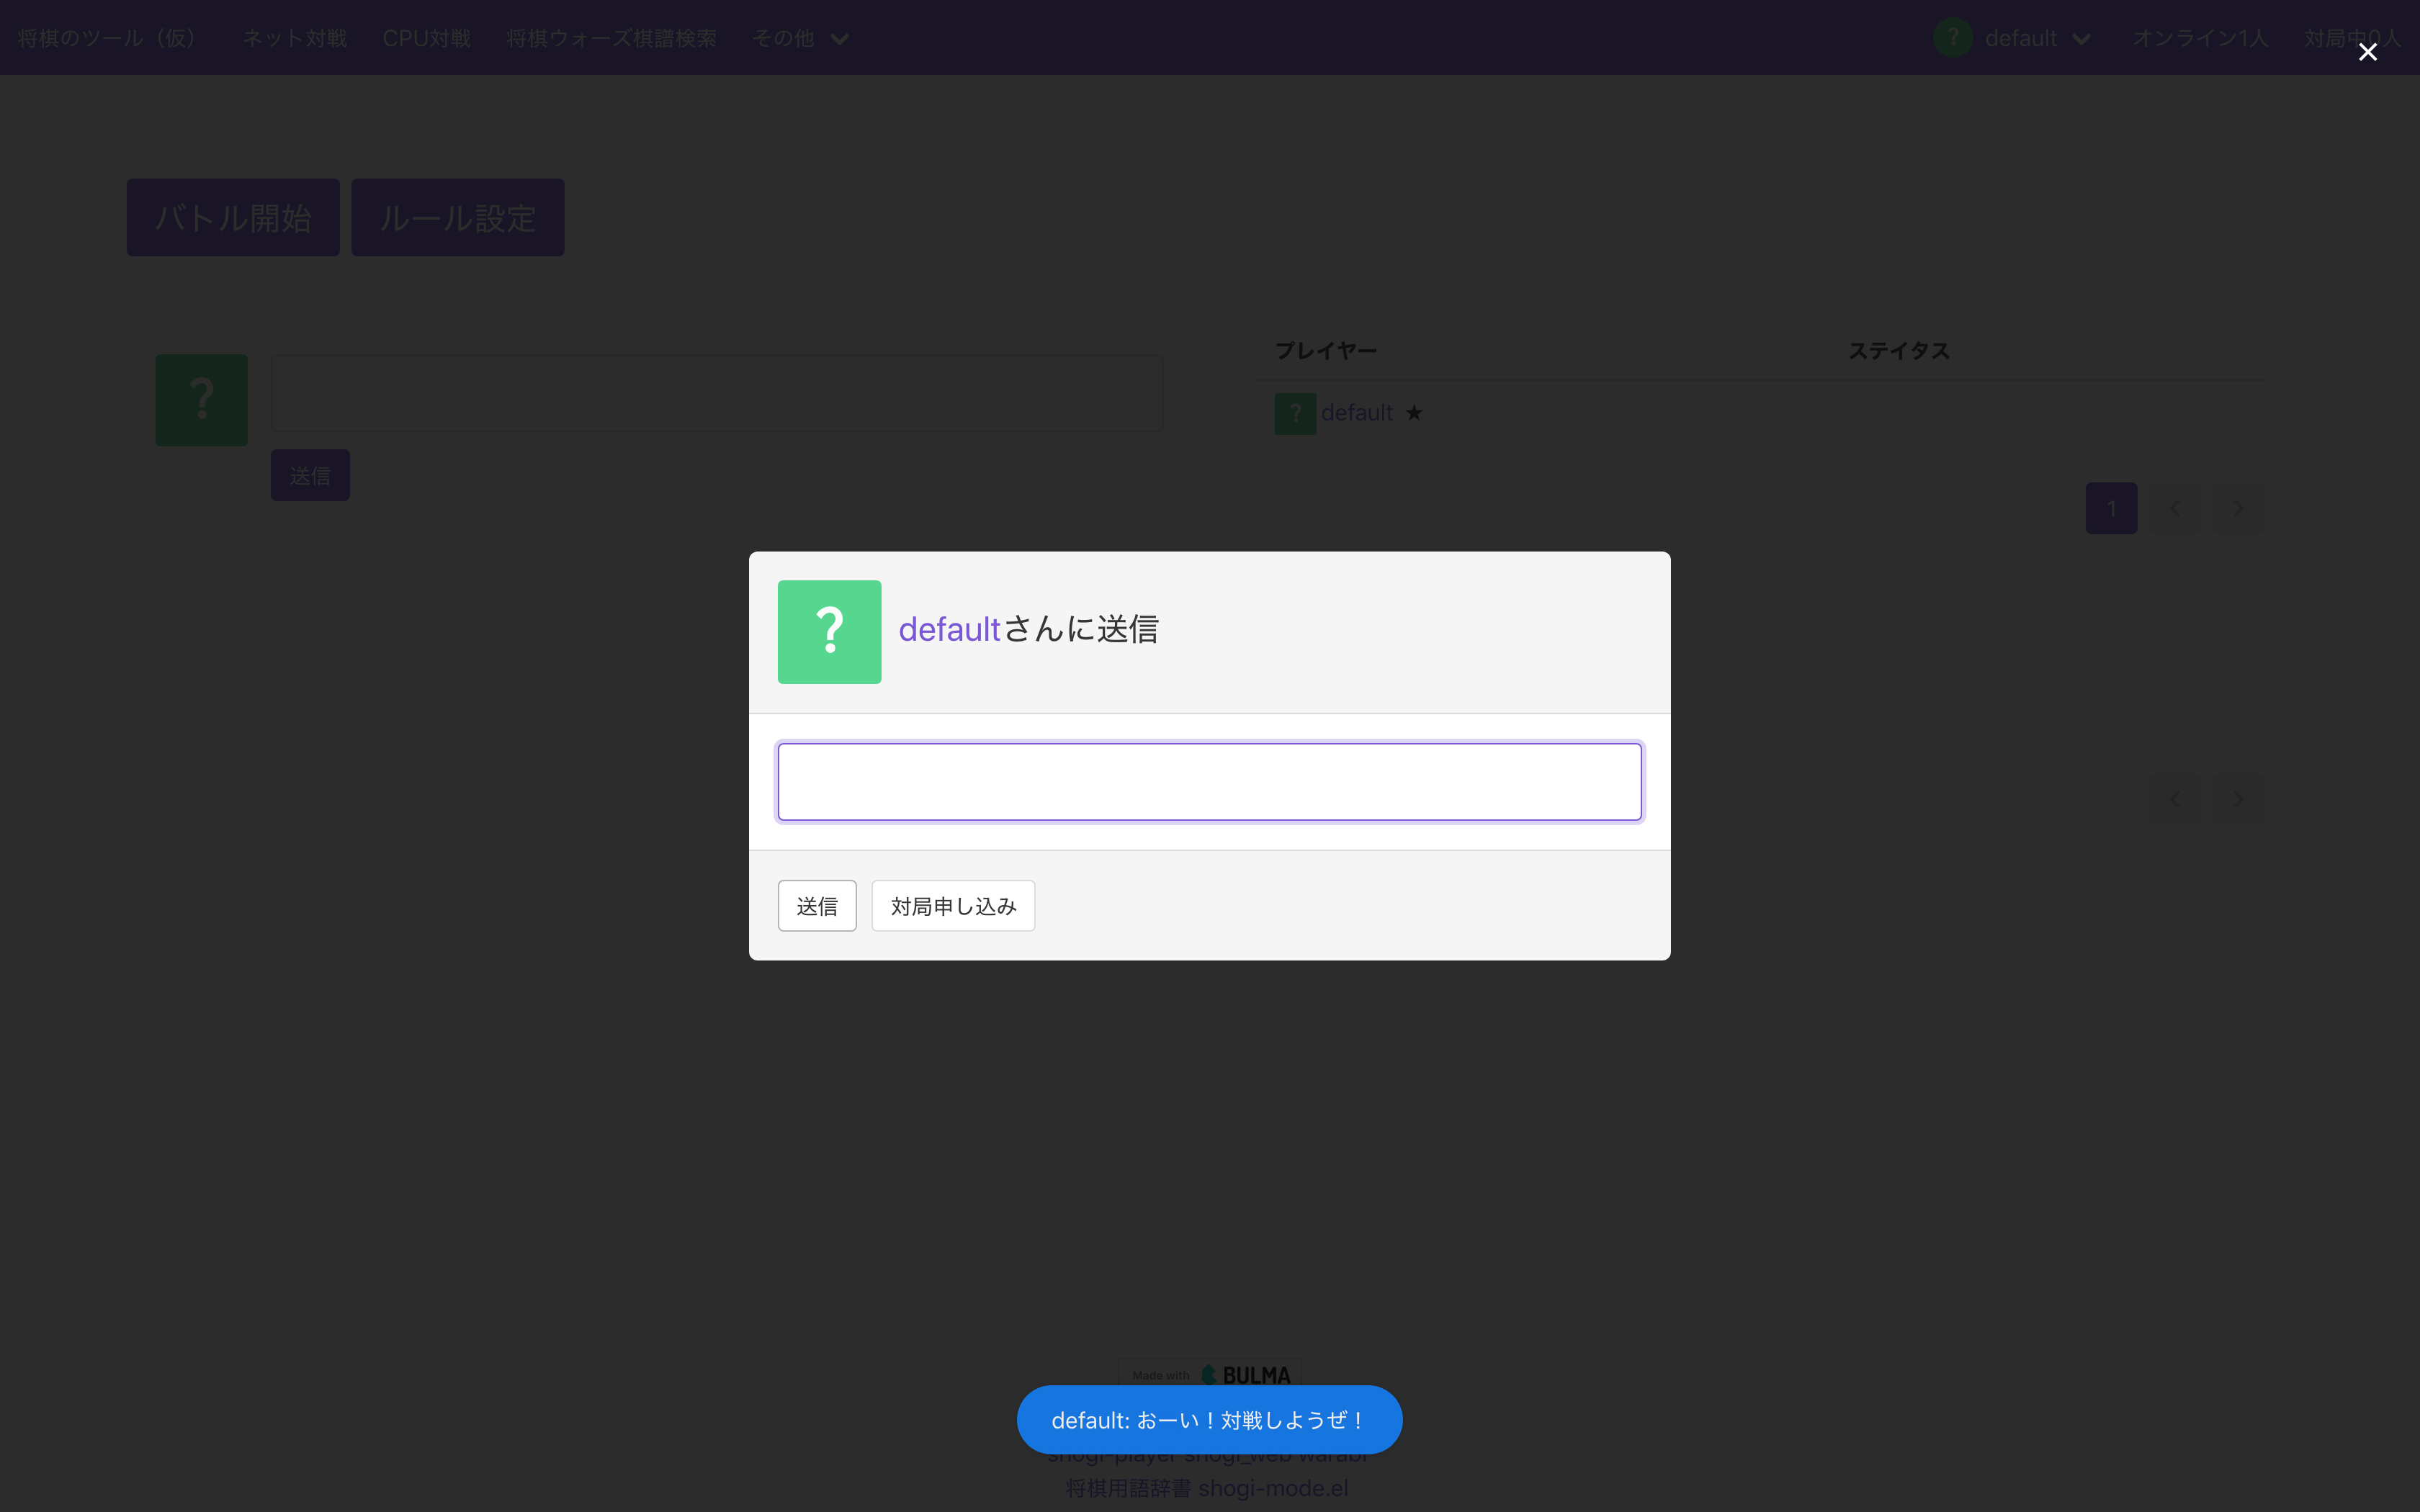 将棋のツール（仮） ネット対戦 CPU対戦 将棋ウォーズ棋譜検索 その他 ? default オンライン1人 対局中0人
バトル開始 ルール設定
プレイヤー ステイタス
?
? default ★
送信
1
? defaultさんに送信
送信 対局申し込み
Made with BULMA
default: おーい！対戦しようぜ！
shogi-player shogi_web warabi
将棋用語辞書 shogi-mode.el